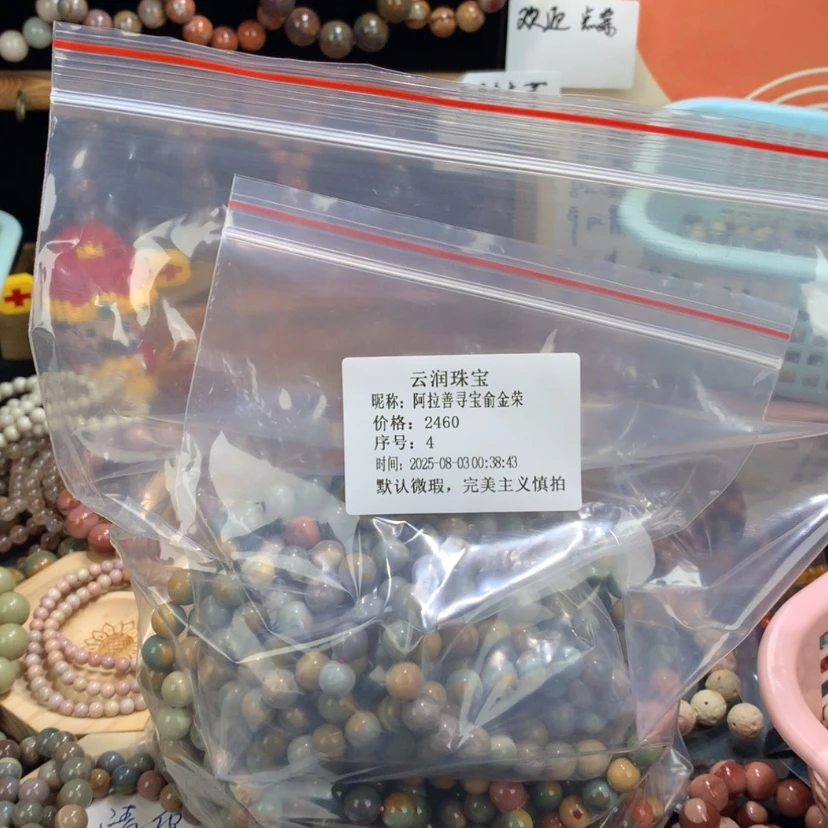 欢迎 点菜
云润珠宝
昵称：阿拉善寻宝俞金荣
价格：2460
序号：4
时间：2025-08-03 00:38:43
默认微瑕，完美主义慎拍